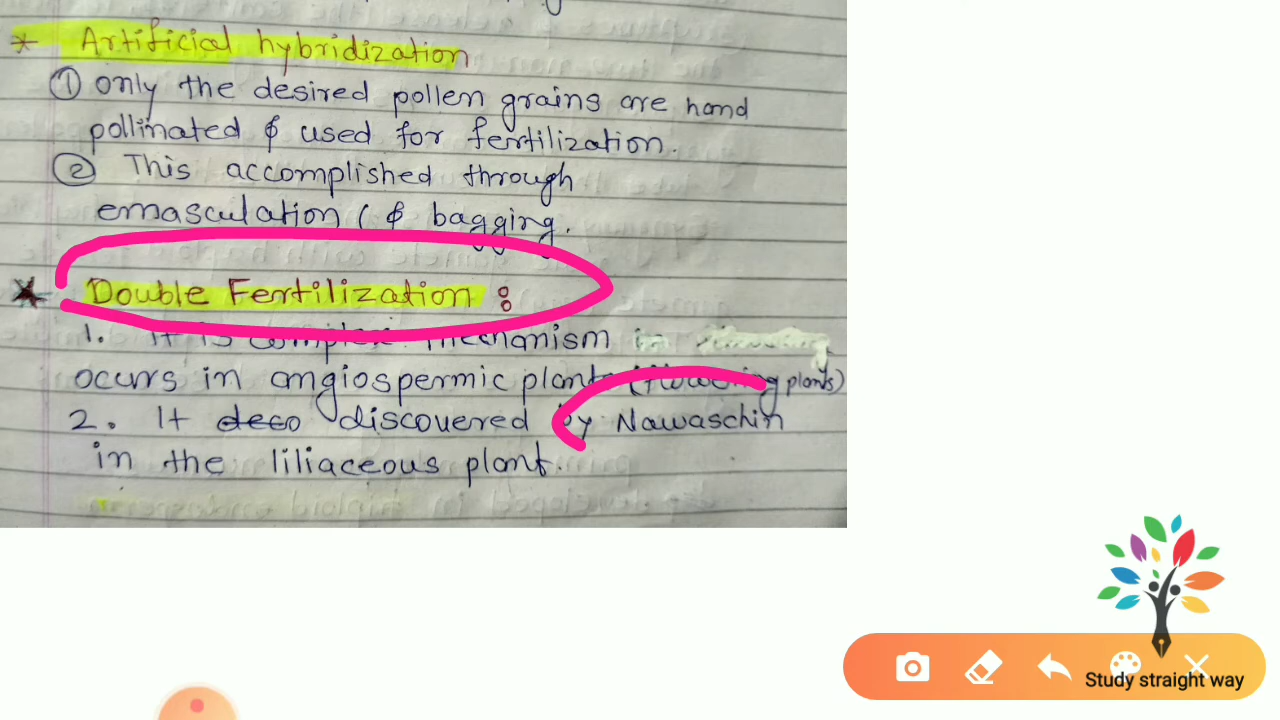 * Artificial hybridization
① only the desired pollen grains are hand
pollinated & used for fertilization.
② This accomplished through
emasculation ( & bagging.
* Double Fertilization :
1. It is complex mechanism in
occurs in angiospermic plants (flowering plants)
2. It discovered by Nawaschin
in the liliaceous plant.
Study straight way